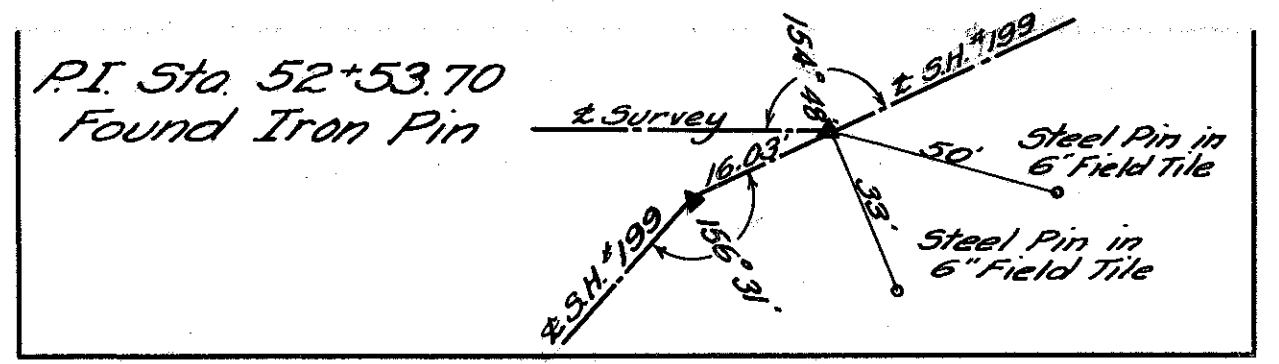 P.I. Sta. 52+53.70
Found Iron Pin
℄ Survey
154° 48'
℄ S.H. #199
16.03'
50'
Steel Pin in
6" Field Tile
33'
Steel Pin in
6" Field Tile
156° 31'
℄ S.H. #199